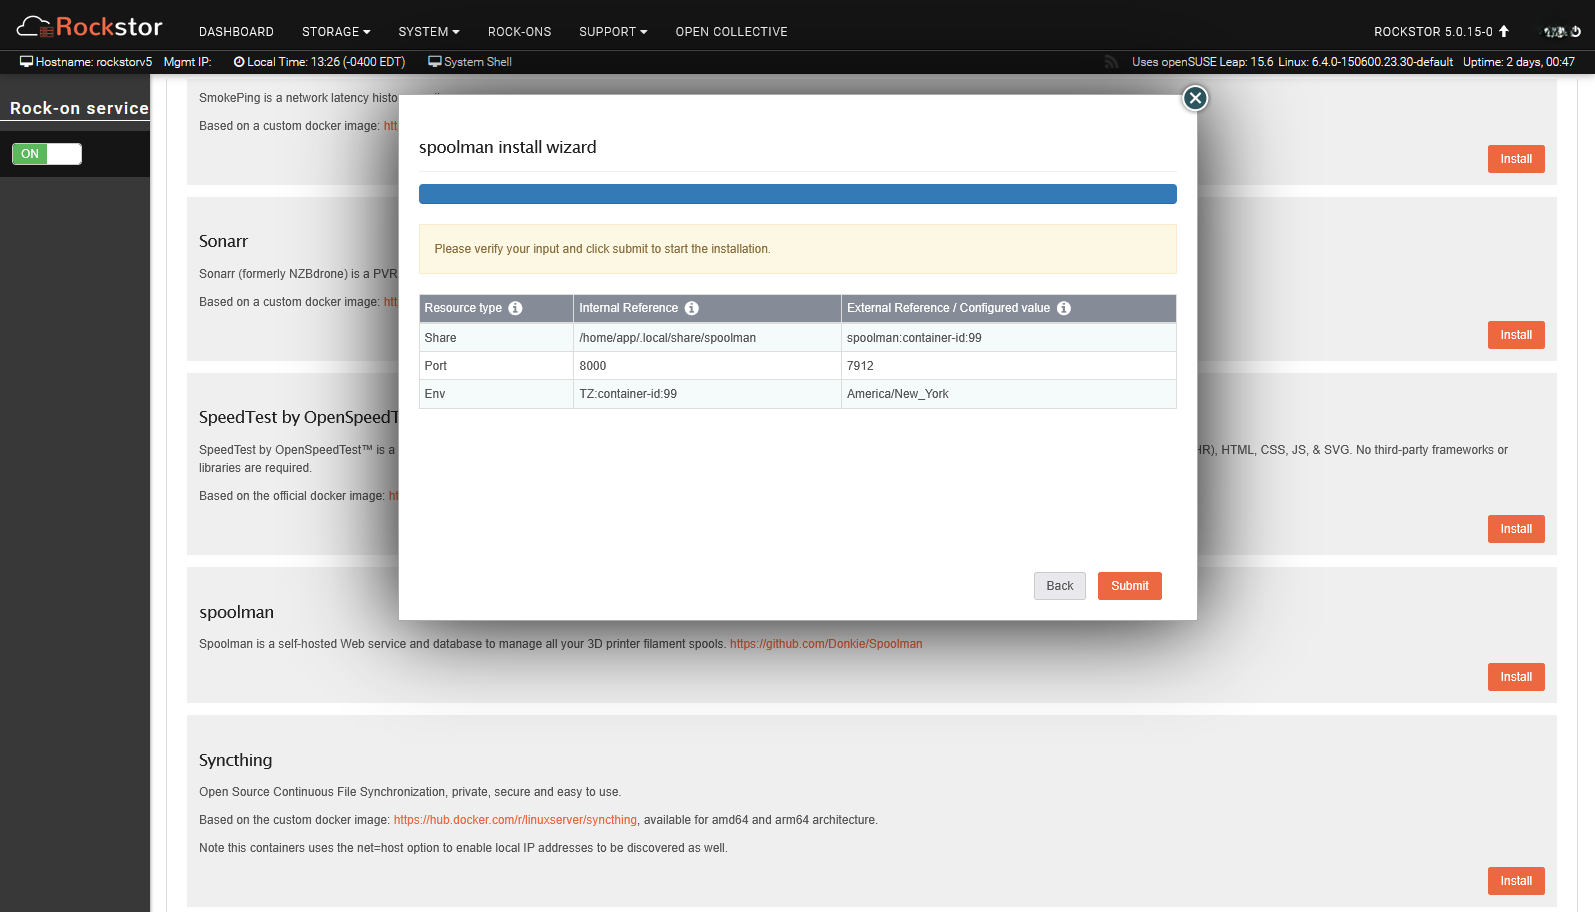 Rockstor
DASHBOARD STORAGE SYSTEM ROCK-ONS SUPPORT OPEN COLLECTIVE ROCKSTOR 5.0.15-0
Hostname: rockstorv5 Mgmt IP: Local Time: 13:26 (-0400 EDT) System Shell Uses openSUSE Leap: 15.6 Linux: 6.4.0-150600.23.30-default Uptime: 2 days, 00:47
Rock-on service
ON
SmokePing is a network latency
Based on a custom docker image: htt
Install
spoolman install wizard
Please verify your input and click submit to start the installation.
Resource type Internal Reference External Reference / Configured value
Share /home/app/.local/share/spoolman spoolman:container-id:99
Port 8000 7912
Env TZ:container-id:99 America/New_York
Back Submit
Sonarr
Sonarr (formerly NZBdrone) is a PVR
Based on a custom docker image: htt
Install
SpeedTest by OpenSpeedT
SpeedTest by OpenSpeedTest™ is a HR), HTML, CSS, JS, & SVG. No third-party frameworks or
libraries are required.
Based on the official docker image: ht
Install
spoolman
Spoolman is a self-hosted Web service and database to manage all your 3D printer filament spools. https://github.com/Donkie/Spoolman
Install
Syncthing
Open Source Continuous File Synchronization, private, secure and easy to use.
Based on the custom docker image: https://hub.docker.com/r/linuxserver/syncthing, available for amd64 and arm64 architecture.
Note this containers uses the net=host option to enable local IP addresses to be discovered as well.
Install